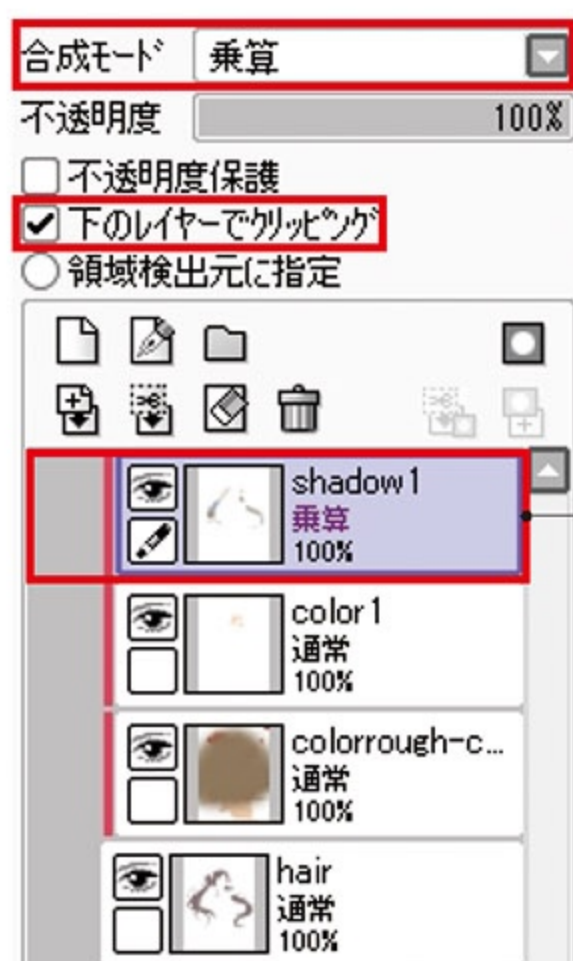 合成モード 乗算
不透明度 100%
不透明度保護
下のレイヤーでクリッピング
領域検出元に指定
shadow1
乗算
100%
color1
通常
100%
colorrough-c...
通常
100%
hair
通常
100%